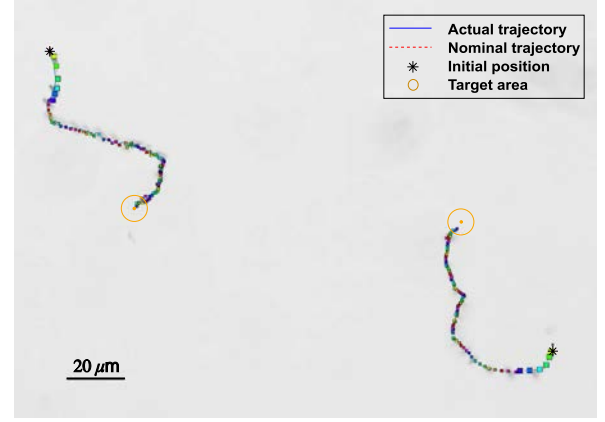 Actual trajectory
Nominal trajectory
Initial position
Target area
20 μm